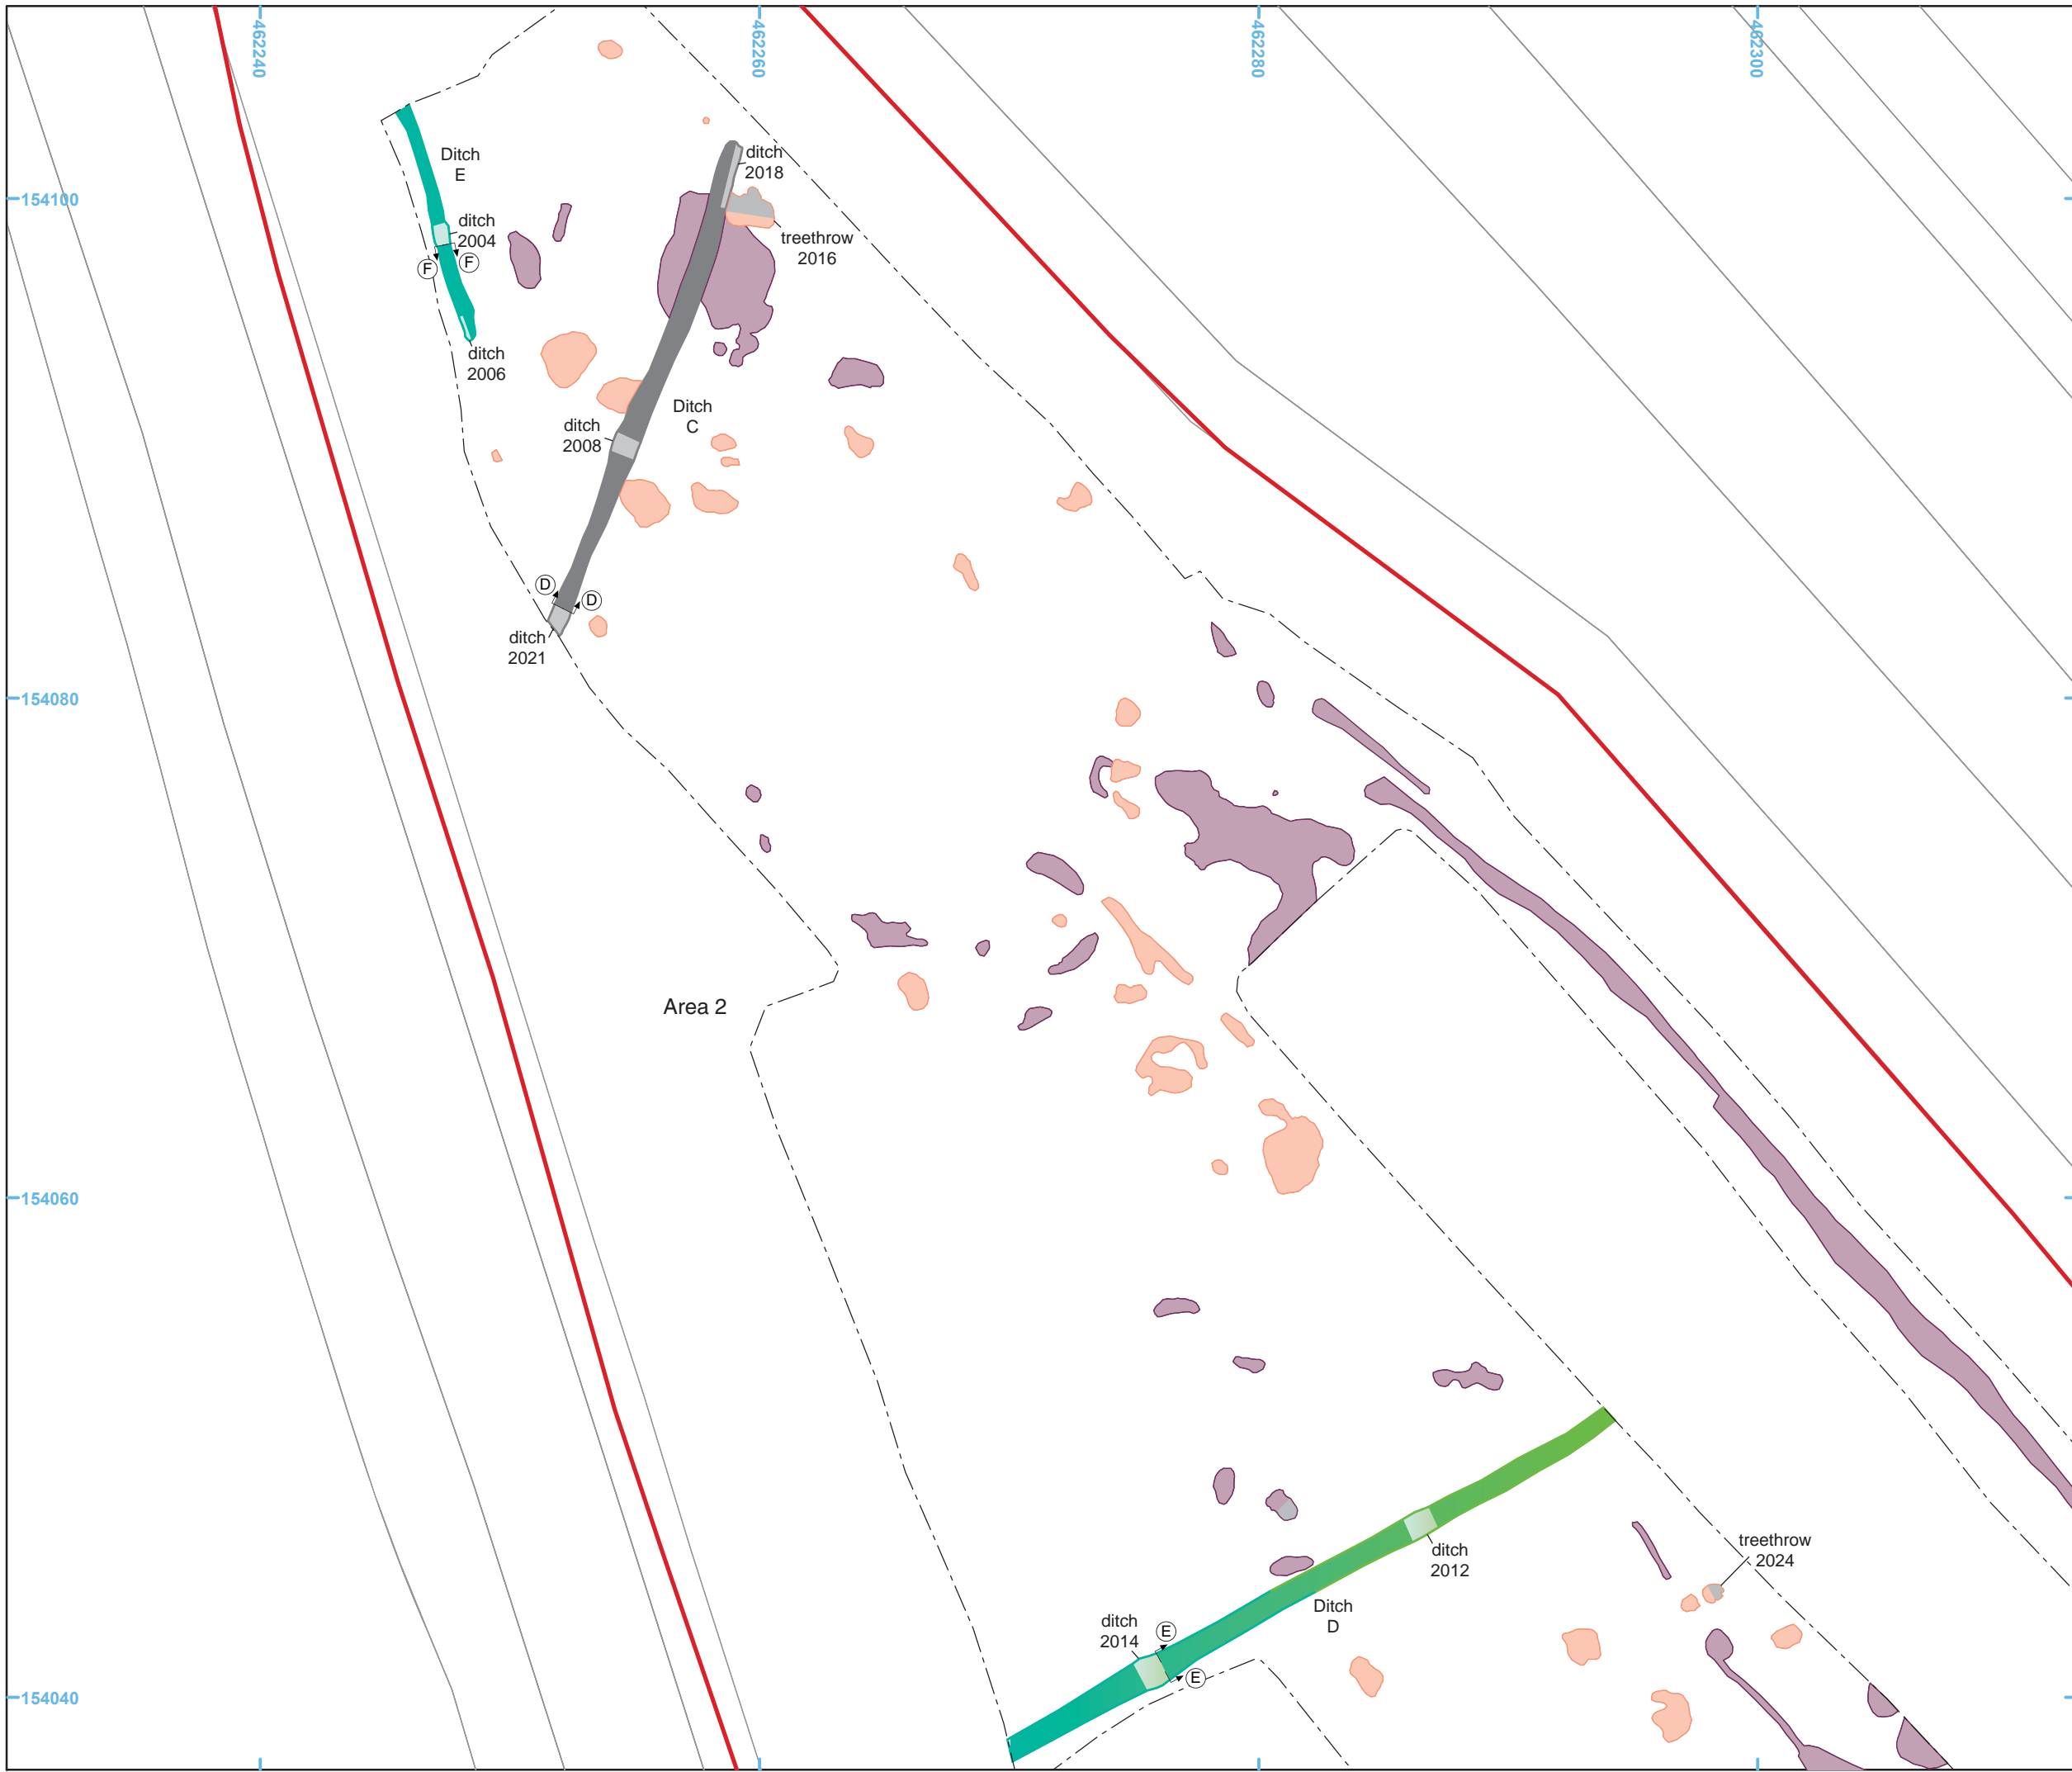 462240
462260
462280
462300
Ditch
E
ditch
2018
154100
ditch
2004
treethrow
2016
F
F
ditch
2006
Ditch
C
ditch
2008
D
D
ditch
2021
154080
Area 2
154060
treethrow
2024
ditch
2012
Ditch
D
ditch
2014
E
E
154040